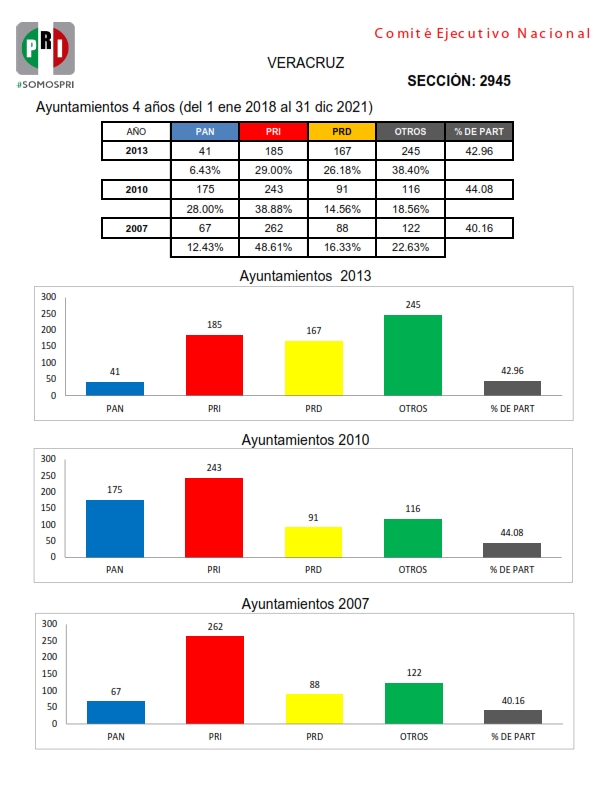 Comité Ejecutivo Nacional
PRI
#SOMOSPRI
VERACRUZ
SECCIÓN: 2945
Ayuntamientos 4 años (del 1 ene 2018 al 31 dic 2021)
AÑO PAN PRI PRD OTROS % DE PART
2013 41 185 167 245 42.96
6.43% 29.00% 26.18% 38.40%
2010 175 243 91 116 44.08
28.00% 38.88% 14.56% 18.56%
2007 67 262 88 122 40.16
12.43% 48.61% 16.33% 22.63%
Ayuntamientos 2013
300
250
200
150
100
50
0
41 185 167 245 42.96
PAN PRI PRD OTROS % DE PART
Ayuntamientos 2010
300
250
200
150
100
50
0
175 243 91 116 44.08
PAN PRI PRD OTROS % DE PART
Ayuntamientos 2007
300
250
200
150
100
50
0
67 262 88 122 40.16
PAN PRI PRD OTROS % DE PART